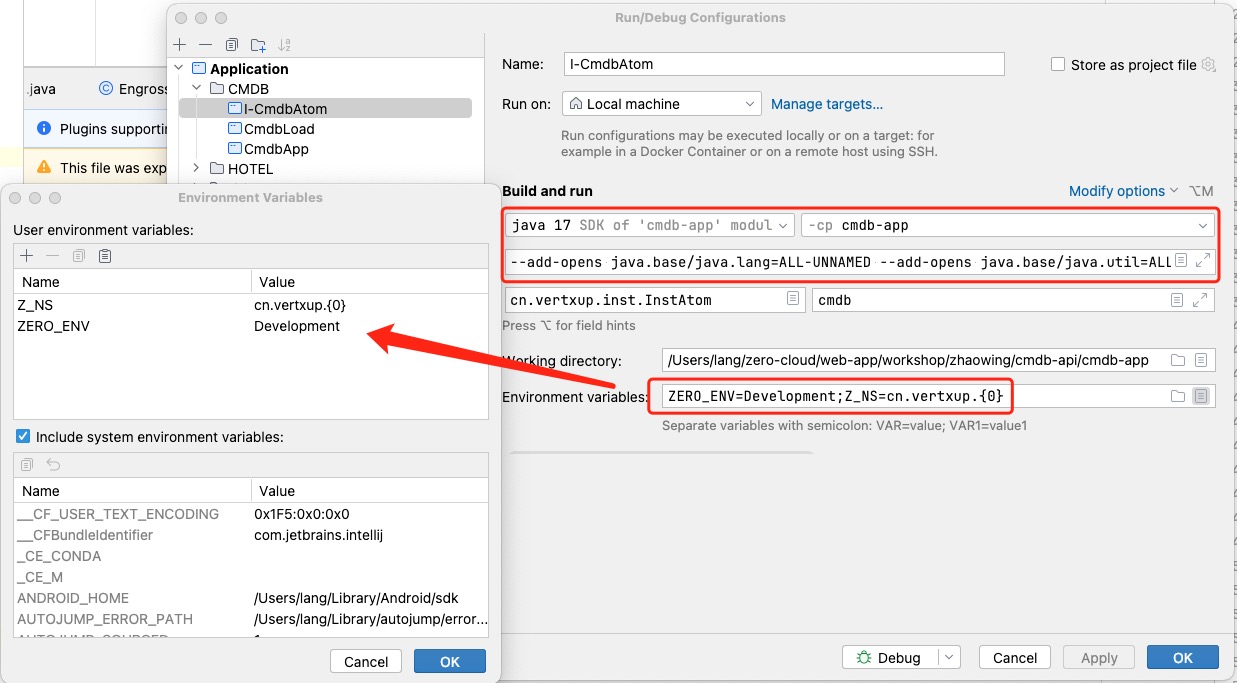 Run/Debug Configurations
Application
CMDB
I-CmdbAtom
CmdbLoad
CmdbApp
HOTEL
.java
Engross
Plugins supportin
This file was exp
Name:
I-CmdbAtom
Store as project file
Run on:
Local machine
Manage targets...
Run configurations may be executed locally or on a target: for
example in a Docker Container or on a remote host using SSH.
Build and run
Modify options
⌥M
java 17 SDK of 'cmdb-app' modul
-cp cmdb-app
--add-opens java.base/java.lang=ALL-UNNAMED --add-opens java.base/java.util=ALL
cn.vertxup.inst.InstAtom
cmdb
Press ⌥ for field hints
Working directory:
/Users/lang/zero-cloud/web-app/workshop/zhaowing/cmdb-api/cmdb-app
Environment variables:
ZERO_ENV=Development;Z_NS=cn.vertxup.{0}
Separate variables with semicolon: VAR=value; VAR1=value1
Debug
Cancel
Apply
OK
Environment Variables
User environment variables:
Name Value
Z_NS cn.vertxup.{0}
ZERO_ENV Development
Include system environment variables:
Name Value
__CF_USER_TEXT_ENCODING 0x1F5:0x0:0x0
__CFBundleIdentifier com.jetbrains.intellij
_CE_CONDA
_CE_M
ANDROID_HOME /Users/lang/Library/Android/sdk
AUTOJUMP_ERROR_PATH /Users/lang/Library/autojump/error...
Cancel
OK